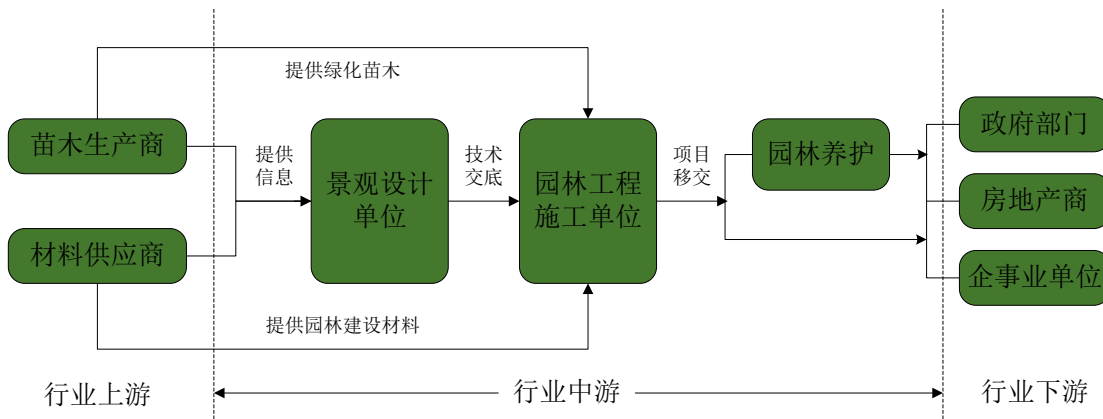 提供绿化苗木
苗木生产商
材料供应商
提供
信息
景观设计
单位
技术
交底
园林工程
施工单位
项目
移交
园林养护
政府部门
房地产商
企事业单位
提供园林建设材料
行业上游
行业中游
行业下游